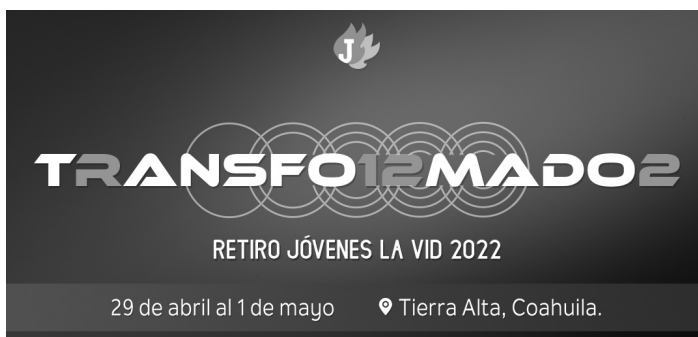 J
TRANSFO12MADO2
RETIRO JÓVENES LA VID 2022
29 de abril al 1 de mayo Tierra Alta, Coahuila.